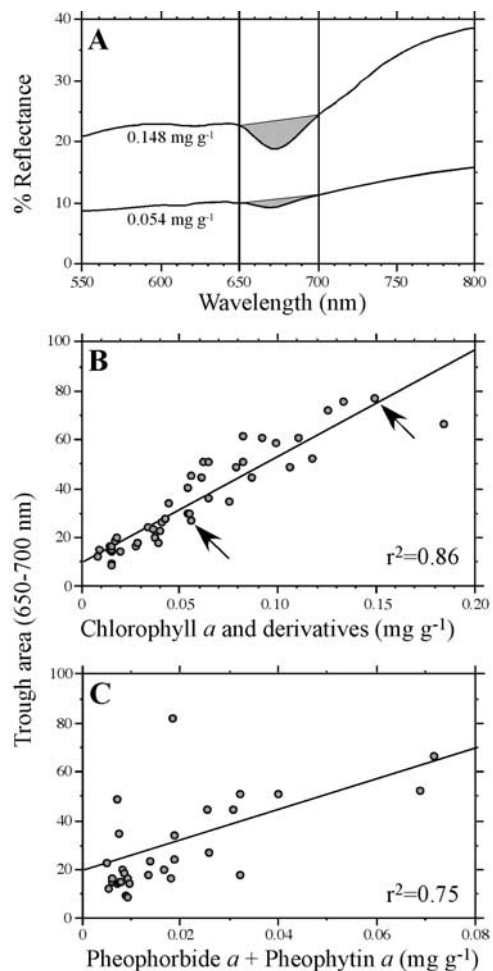 40
A
30
% Reflectance
20
0.148 mg g-1
10
0.054 mg g-1
0
550 600 650 700 750 800
Wavelength (nm)
100
B
80
60
40
20
r²=0.86
0
0 0.05 0.10 0.15 0.20
Chlorophyll a and derivatives (mg g-1)
Trough area (650-700 nm)
100
C
80
60
40
20
r²=0.75
0
0 0.02 0.04 0.06 0.08
Pheophorbide a + Pheophytin a (mg g-1)